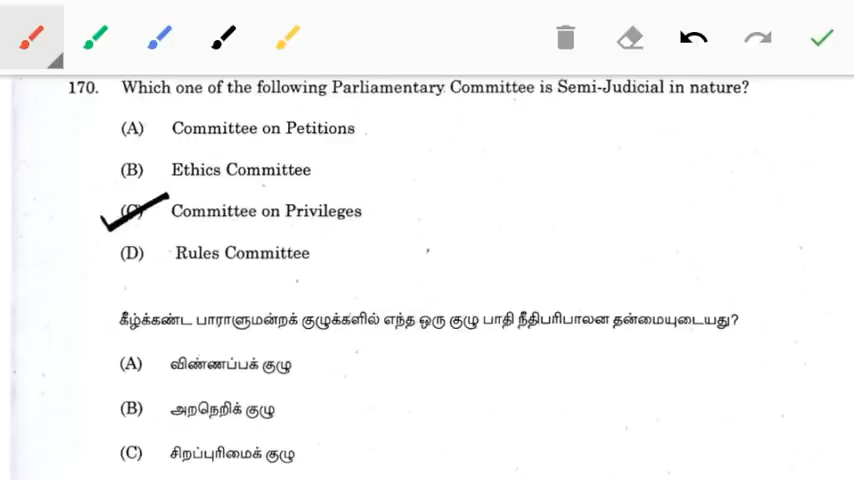 170. Which one of the following Parliamentary Committee is Semi-Judicial in nature?
(A) Committee on Petitions
(B) Ethics Committee
(C) Committee on Privileges
(D) Rules Committee
கீழ்க்கண்ட பாராளுமன்றக் குழுக்களில் எந்த ஒரு குழு பாதி நீதிபரிபாலன தன்மையுடையது?
(A) விண்ணப்பக் குழு
(B) அறநெறிக் குழு
(C) சிறப்புரிமைக் குழு